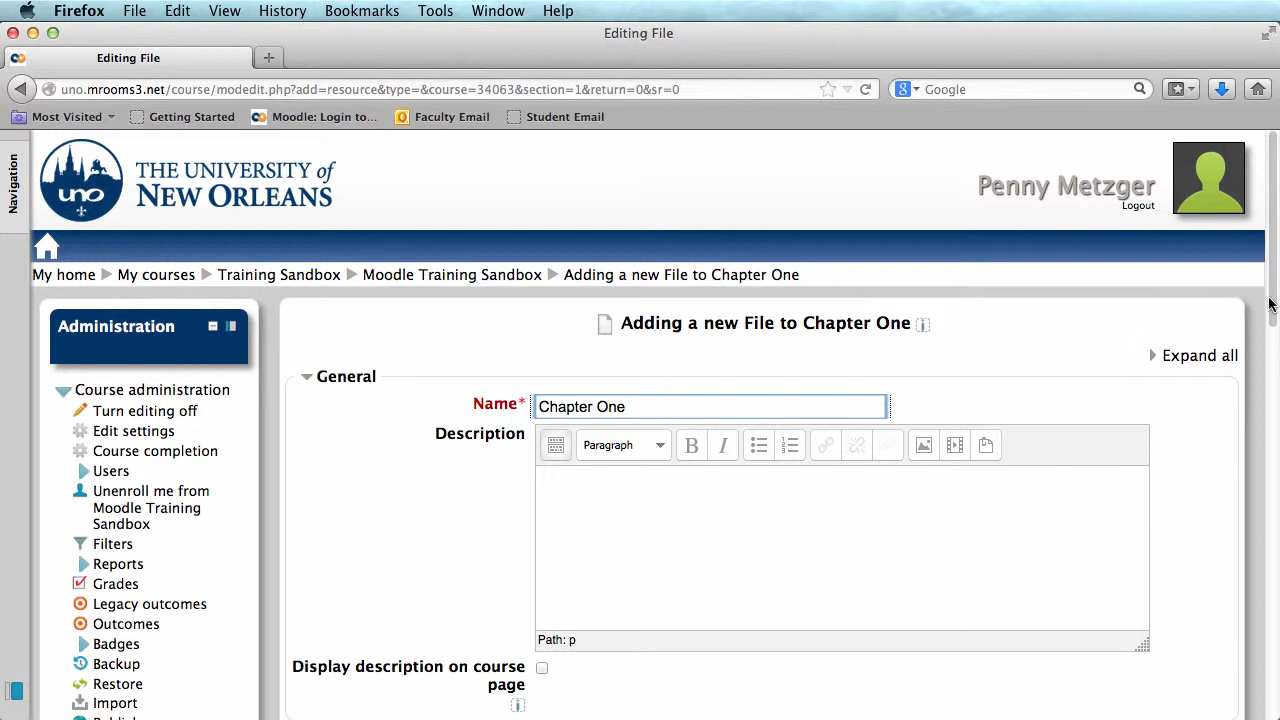 Firefox File Edit View History Bookmarks Tools Window Help
Editing File
Editing File
uno.mrooms3.net/course/modedit.php?add=resource&type=&course=34063&section=1&return=0&sr=0
Google
Most Visited Getting Started Moodle: Login to... Faculty Email Student Email
Navigation
uno
THE UNIVERSITY of
NEW ORLEANS
Penny Metzger
Logout
My home My courses Training Sandbox Moodle Training Sandbox Adding a new File to Chapter One
Administration
Course administration
Turn editing off
Edit settings
Course completion
Users
Unenroll me from
Moodle Training
Sandbox
Filters
Reports
Grades
Legacy outcomes
Outcomes
Badges
Backup
Restore
Import
Adding a new File to Chapter One
Expand all
General
Name* Chapter One
Description
Paragraph B I
Path: p
Display description on course
page